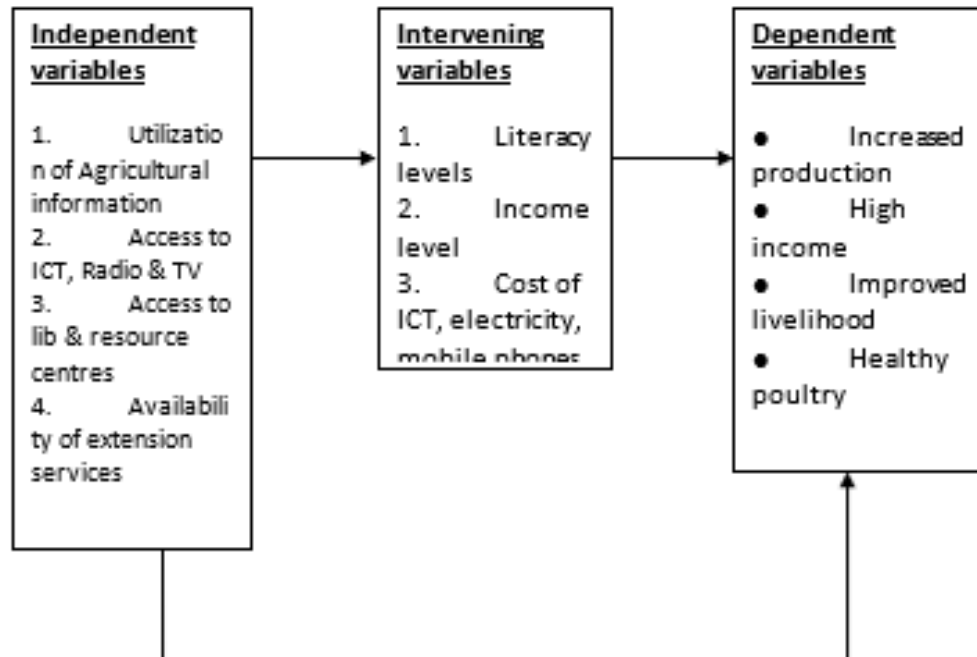 Independent
variables
1. Utilizatio
n of Agricultural
information
2. Access to
ICT, Radio & TV
3. Access to
lib & resource
centres
4. Availabili
ty of extension
services
Intervening
variables
1. Literacy
levels
2. Income
level
3. Cost of
ICT, electricity,
mobile phones
Dependent
variables
● Increased
production
● High
income
● Improved
livelihood
● Healthy
poultry